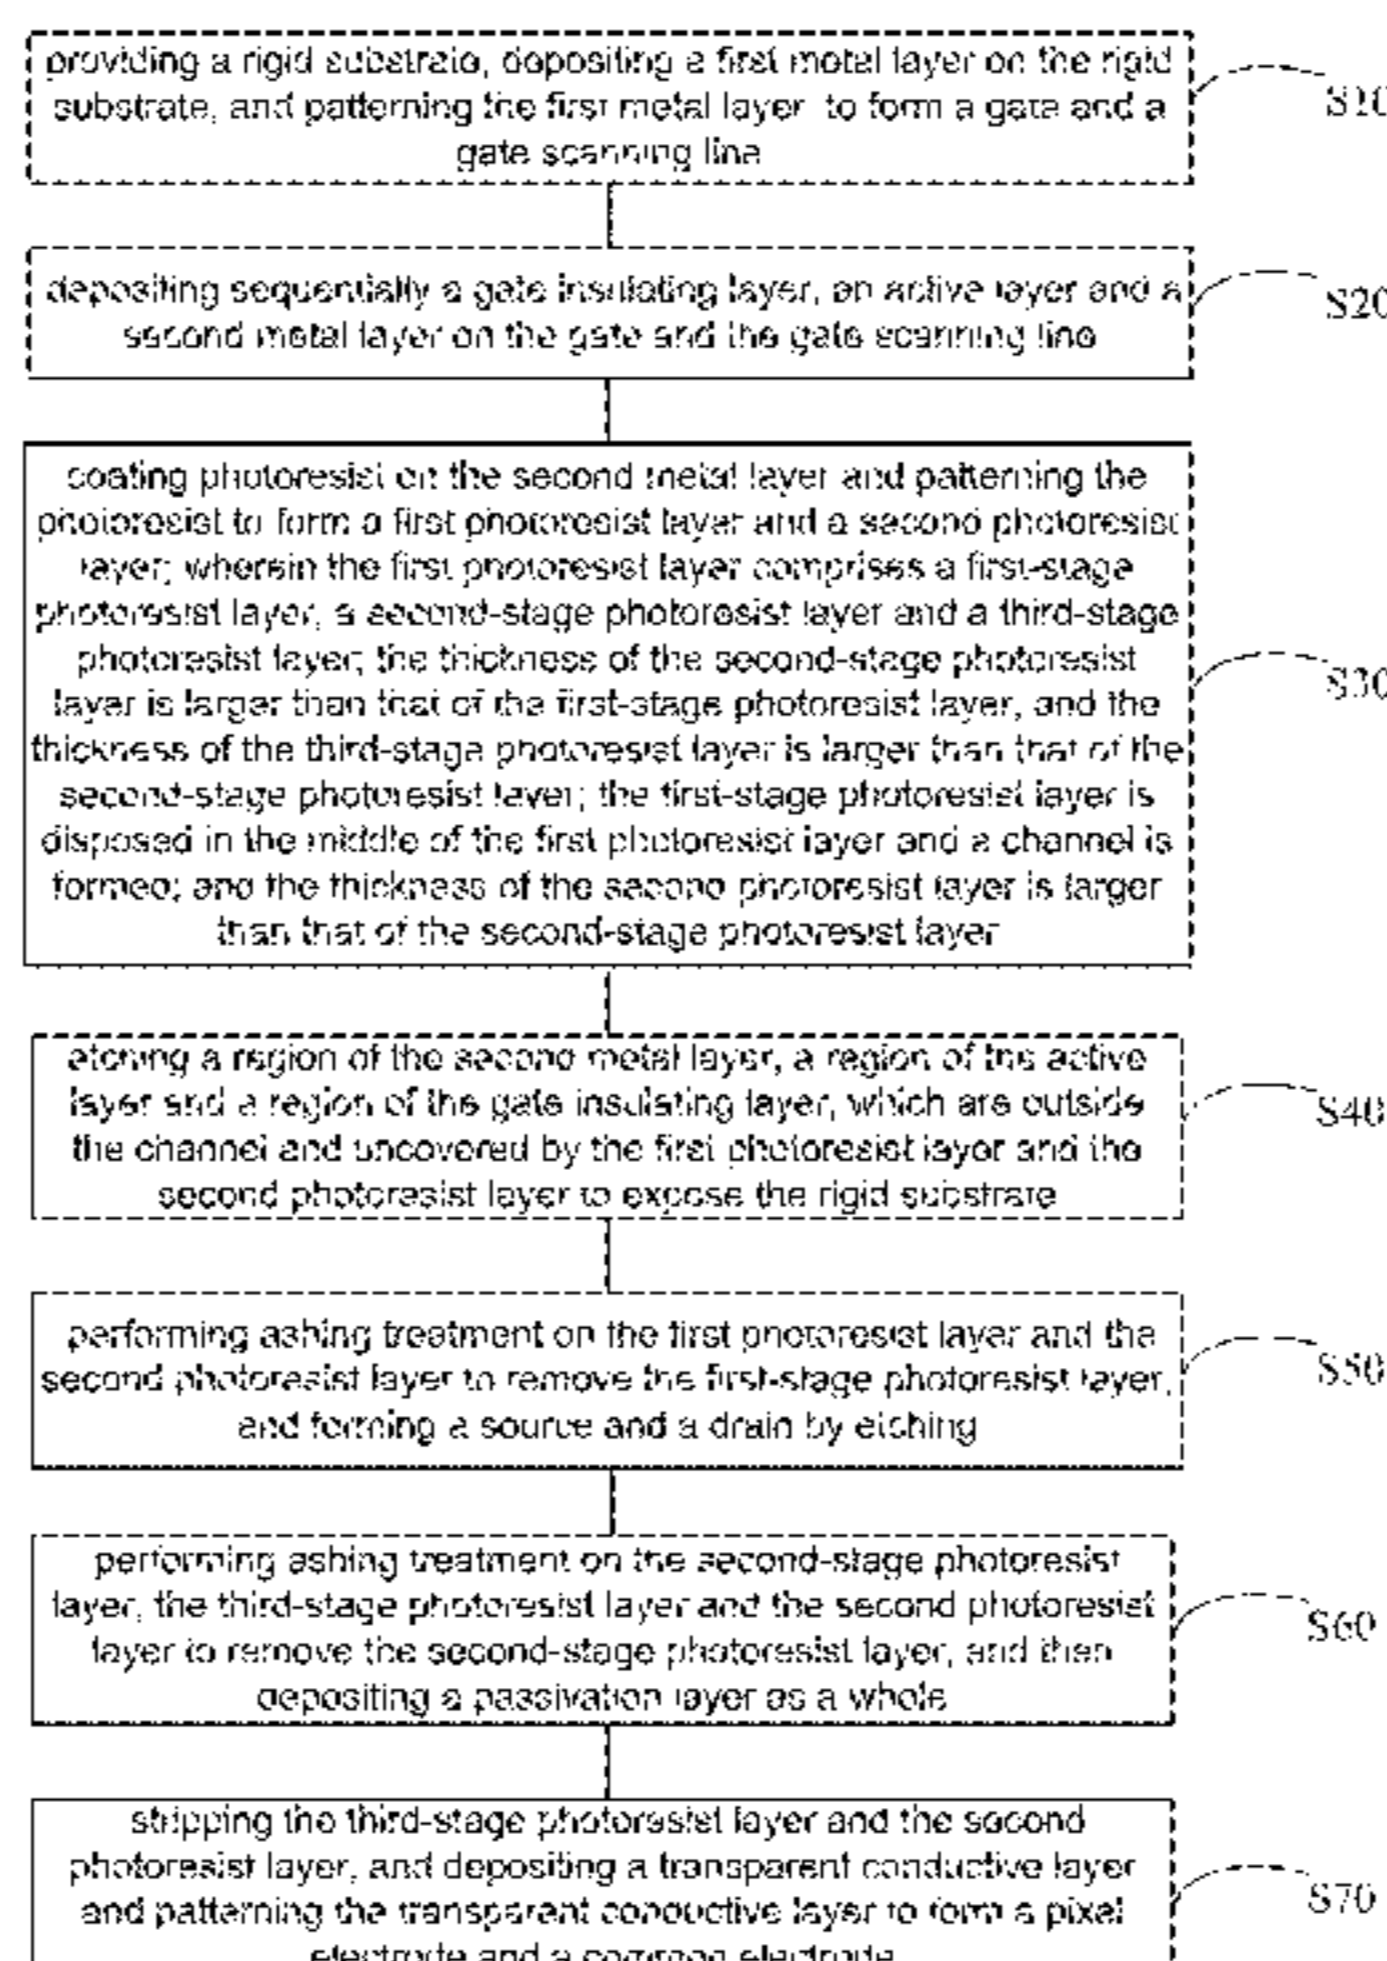 providing a rigid substrate, depositing a first metal layer on the rigid
substrate, and patterning the first metal layer to form a gate and a
gate scanning line
S10
depositing sequentially a gate insulating layer, an active layer and a
second metal layer on the gate and the gate scanning line
S20
coating photoresist on the second metal layer and patterning the
photoresist to form a first photoresist layer and a second photoresist
layer; wherein the first photoresist layer comprises a first-stage
photoresist layer, a second-stage photoresist layer and a third-stage
photoresist layer; the thickness of the second-stage photoresist
layer is larger than that of the first-stage photoresist layer, and the
thickness of the third-stage photoresist layer is larger than that of the
second-stage photoresist layer; the first-stage photoresist layer is
disposed in the middle of the first photoresist layer and a channel is
formed; and the thickness of the second photoresist layer is larger
than that of the second-stage photoresist layer
S30
etching a region of the second metal layer, a region of the active
layer and a region of the gate insulating layer, which are outside
the channel and uncovered by the first photoresist layer and the
second photoresist layer to expose the rigid substrate
S40
performing ashing treatment on the first photoresist layer and the
second photoresist layer to remove the first-stage photoresist layer,
and forming a source and a drain by etching
S50
performing ashing treatment on the second-stage photoresist
layer, the third-stage photoresist layer and the second photoresist
layer to remove the second-stage photoresist layer, and then
depositing a passivation layer as a whole
S60
stripping the third-stage photoresist layer and the second
photoresist layer, and depositing a transparent conductive layer
and patterning the transparent conductive layer to form a pixel
electrode and a common electrode
S70